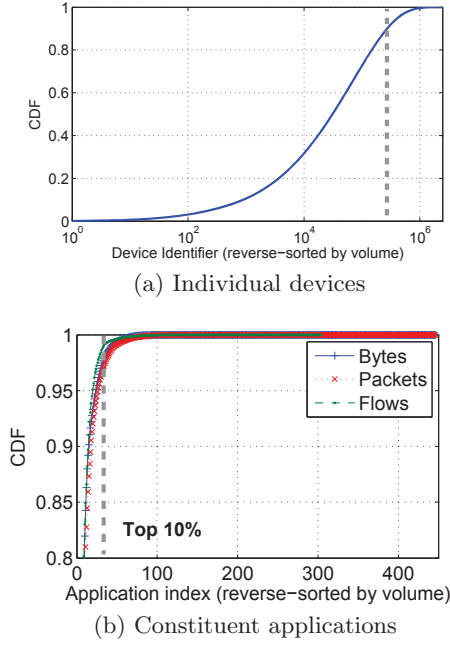 1
0.8
0.6
0.4
0.2
0
CDF
10^0 10^2 10^4 10^6
Device Identifier (reverse-sorted by volume)
(a) Individual devices
1
0.95
0.9
0.85
0.8
CDF
Bytes
Packets
Flows
Top 10%
0 100 200 300 400
Application index (reverse-sorted by volume)
(b) Constituent applications